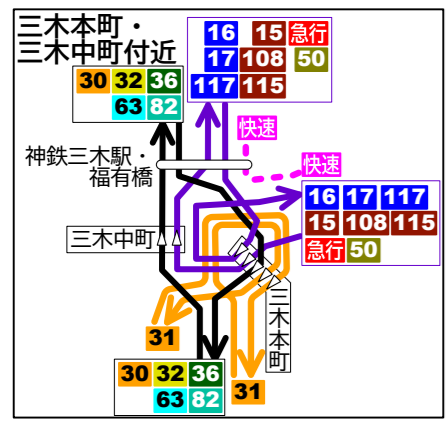 三木本町・
三木中町付近
16 15 急行
17 108 50
117 115
30 32 36
63 82
快速
快速
神鉄三木駅・
福有橋
16 17 117
15 108 115
急行 50
三木中町
三木本町
31
30 32 36
63 82
31